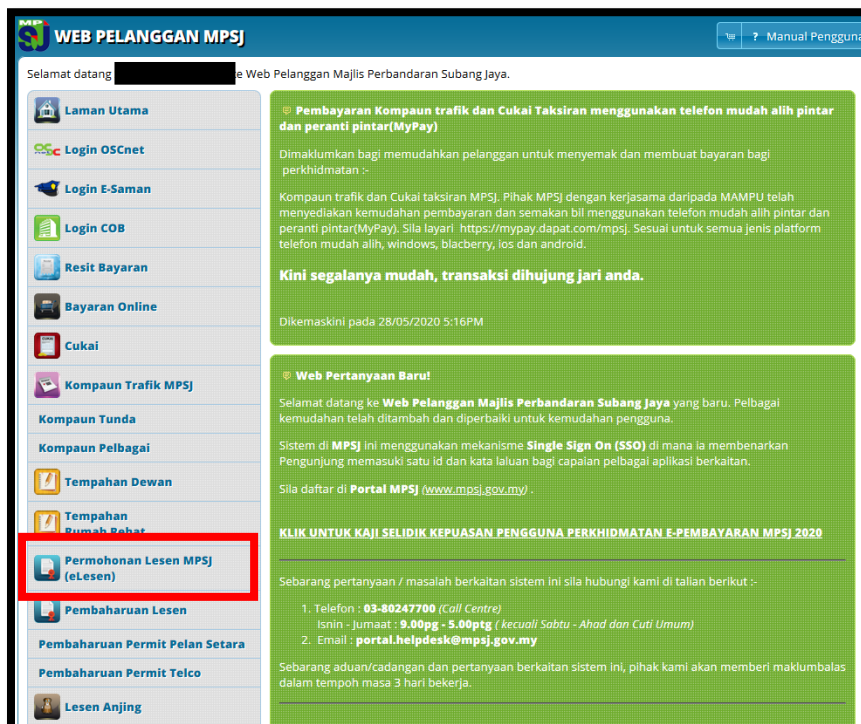 MPSJ
WEB PELANGGAN MPSJ
? Manual Pengguna
Selamat datang e Web Pelanggan Majlis Perbandaran Subang Jaya.
Laman Utama
OSCnet Login OSCnet
Login E-Saman
Login COB
Resit Bayaran
Bayaran Online
Cukai
Kompaun Trafik MPSJ
Kompaun Tunda
Kompaun Pelbagai
Tempahan Dewan
Tempahan
Rumah Rehat
Permohonan Lesen MPSJ
(eLesen)
Pembaharuan Lesen
Pembaharuan Permit Pelan Setara
Pembaharuan Permit Telco
Lesen Anjing
Pembayaran Kompaun trafik dan Cukai Taksiran menggunakan telefon mudah alih pintar
dan peranti pintar(MyPay)
Dimaklumkan bagi memudahkan pelanggan untuk menyemak dan membuat bayaran bagi
perkhidmatan :-
Kompaun trafik dan Cukai taksiran MPSJ. Pihak MPSJ dengan kerjasama daripada MAMPU telah
menyediakan kemudahan pembayaran dan semakan bil menggunakan telefon mudah alih pintar dan
peranti pintar(MyPay). Sila layari https://mypay.dapat.com/mpsj. Sesuai untuk semua jenis platform
telefon mudah alih, windows, blacberry, ios dan android.
Kini segalanya mudah, transaksi dihujung jari anda.
Dikemaskini pada 28/05/2020 5:16PM
Web Pertanyaan Baru!
Selamat datang ke Web Pelanggan Majlis Perbandaran Subang Jaya yang baru. Pelbagai
kemudahan telah ditambah dan diperbaiki untuk kemudahan pengguna.
Sistem di MPSJ ini menggunakan mekanisme Single Sign On (SSO) di mana ia membenarkan
Pengunjung memasuki satu id dan kata laluan bagi capaian pelbagai aplikasi berkaitan.
Sila daftar di Portal MPSJ (www.mpsj.gov.my) .
KLIK UNTUK KAJI SELIDIK KEPUASAN PENGGUNA PERKHIDMATAN E-PEMBAYARAN MPSJ 2020
Sebarang pertanyaan / masalah berkaitan sistem ini sila hubungi kami di talian berikut :-
1. Telefon : 03-80247700 (Call Centre)
Isnin - Jumaat : 9.00pg - 5.00ptg ( kecuali Sabtu - Ahad dan Cuti Umum)
2. Email : portal.helpdesk@mpsj.gov.my
Sebarang aduan/cadangan dan pertanyaan berkaitan sistem ini, pihak kami akan memberi maklumbalas
dalam tempoh masa 3 hari bekerja.